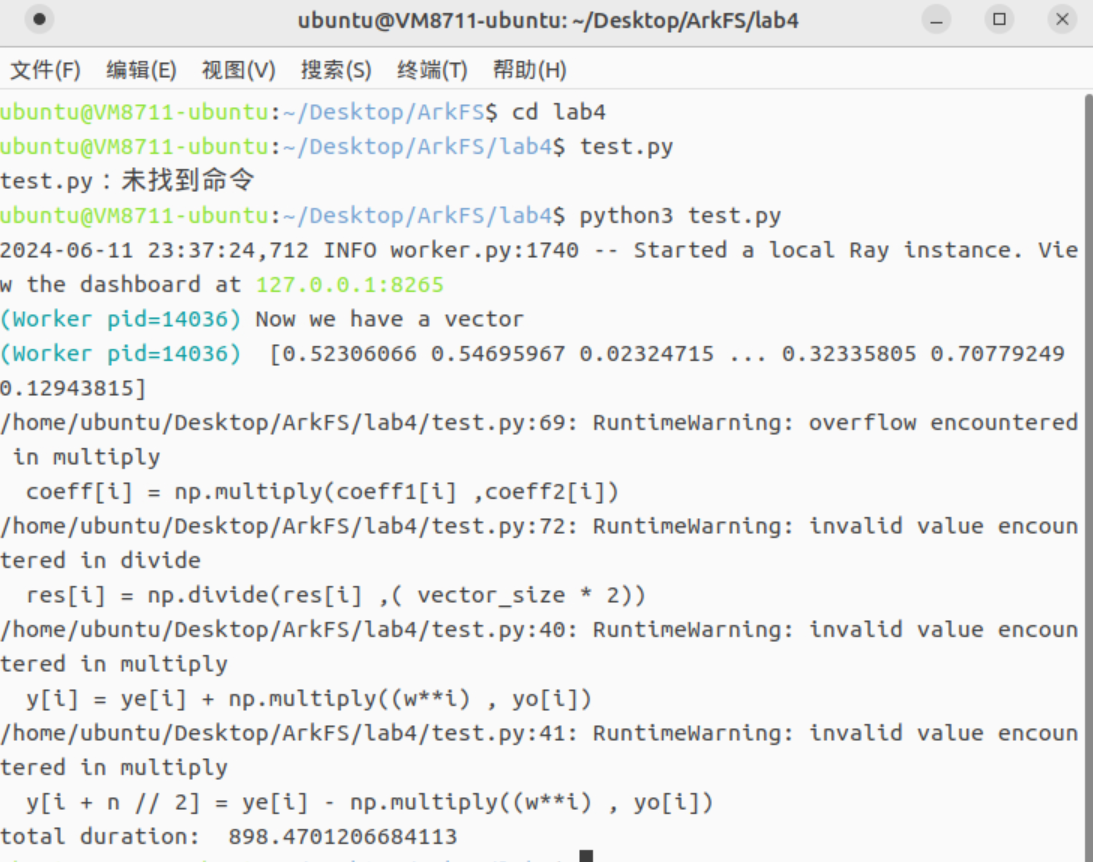 ubuntu@VM8711-ubuntu: ~/Desktop/ArkFS/lab4
文件(F) 编辑(E) 视图(V) 搜索(S) 终端(T) 帮助(H)
ubuntu@VM8711-ubuntu:~/Desktop/ArkFS$ cd lab4
ubuntu@VM8711-ubuntu:~/Desktop/ArkFS/lab4$ test.py
test.py：未找到命令
ubuntu@VM8711-ubuntu:~/Desktop/ArkFS/lab4$ python3 test.py
2024-06-11 23:37:24,712 INFO worker.py:1740 -- Started a local Ray instance. Vie
w the dashboard at 127.0.0.1:8265
(Worker pid=14036) Now we have a vector
(Worker pid=14036)  [0.52306066 0.54695967 0.02324715 ... 0.32335805 0.70779249
0.12943815]
/home/ubuntu/Desktop/ArkFS/lab4/test.py:69: RuntimeWarning: overflow encountered
 in multiply
  coeff[i] = np.multiply(coeff1[i] ,coeff2[i])
/home/ubuntu/Desktop/ArkFS/lab4/test.py:72: RuntimeWarning: invalid value encoun
tered in divide
  res[i] = np.divide(res[i] ,( vector_size * 2))
/home/ubuntu/Desktop/ArkFS/lab4/test.py:40: RuntimeWarning: invalid value encoun
tered in multiply
  y[i] = ye[i] + np.multiply((w**i) , yo[i])
/home/ubuntu/Desktop/ArkFS/lab4/test.py:41: RuntimeWarning: invalid value encoun
tered in multiply
  y[i + n // 2] = ye[i] - np.multiply((w**i) , yo[i])
total duration:  898.4701206684113